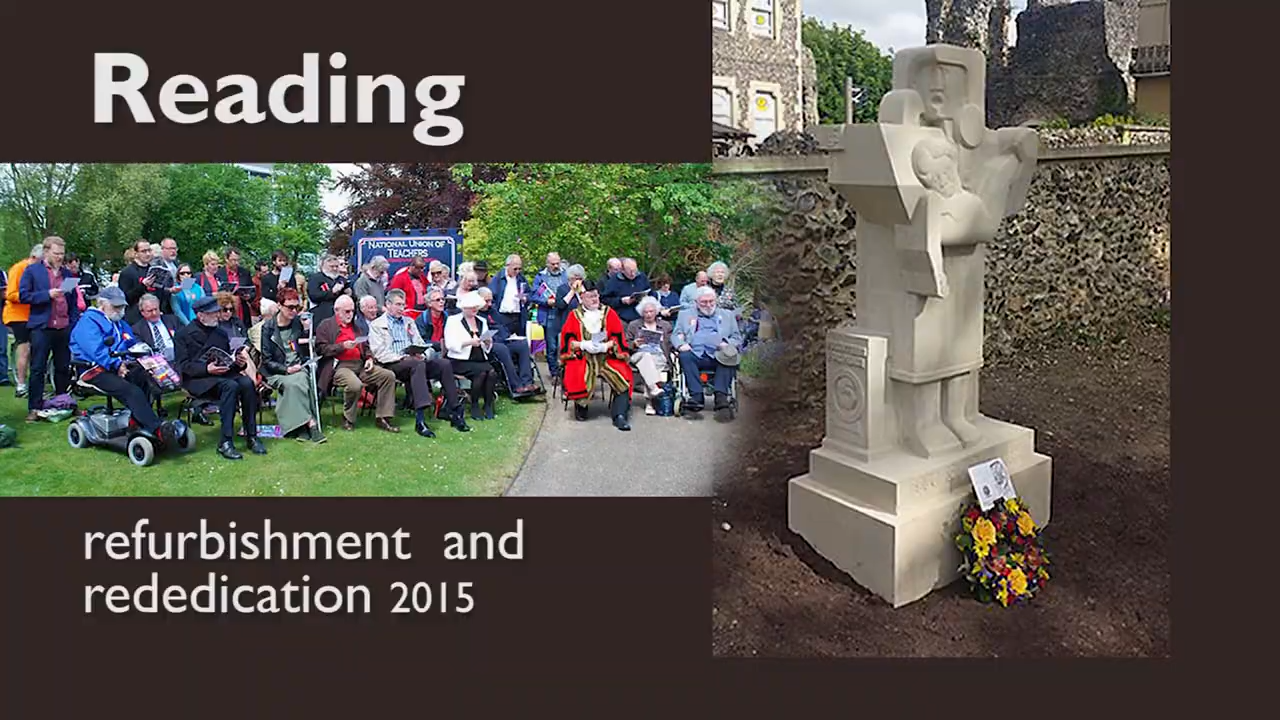 Reading
NATIONAL UNION OF
TEACHERS
refurbishment and
rededication 2015